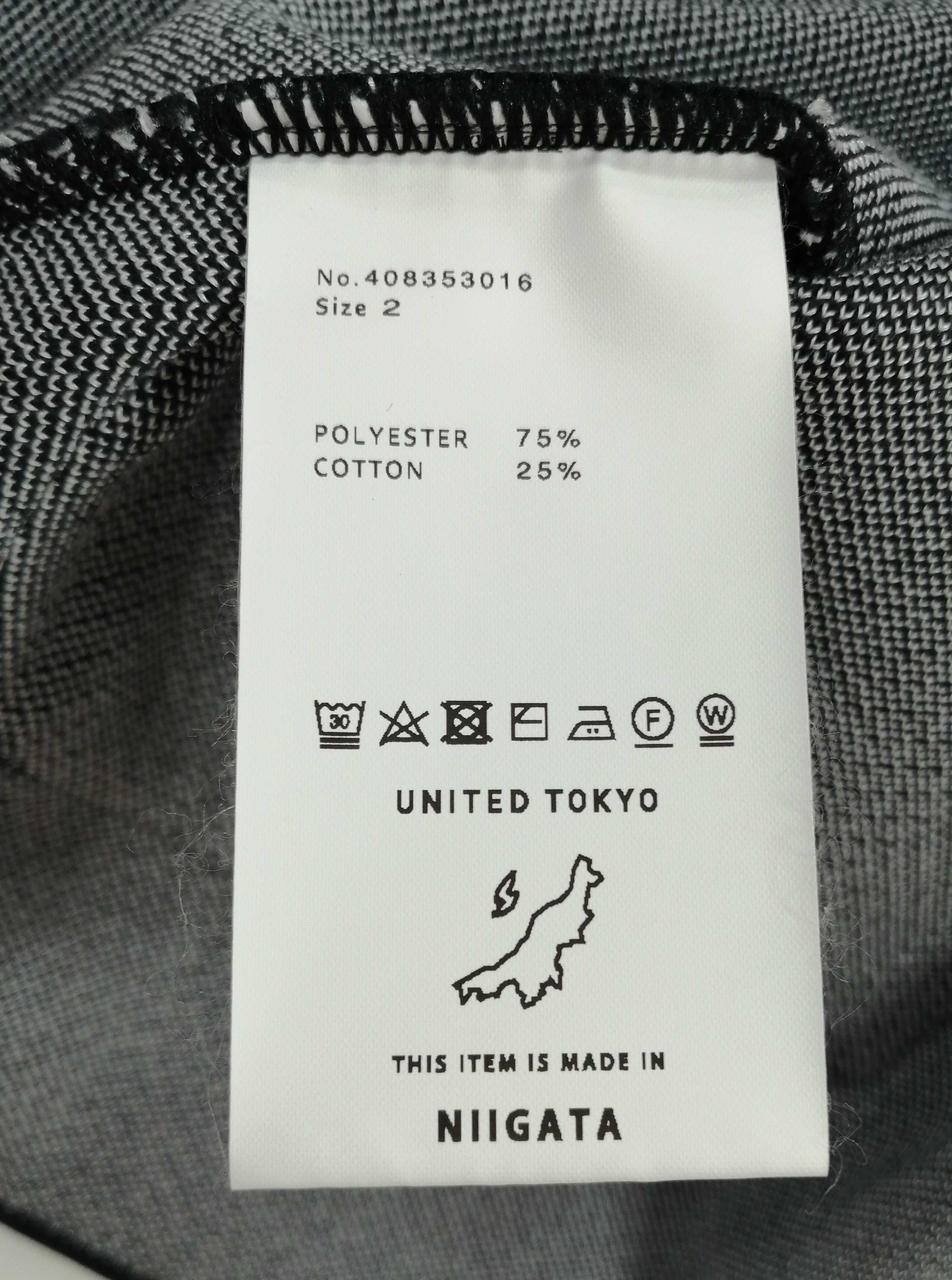 No.408353016
Size 2
POLYESTER 75%
COTTON 25%
30 F W
UNITED TOKYO
THIS ITEM IS MADE IN
NIIGATA